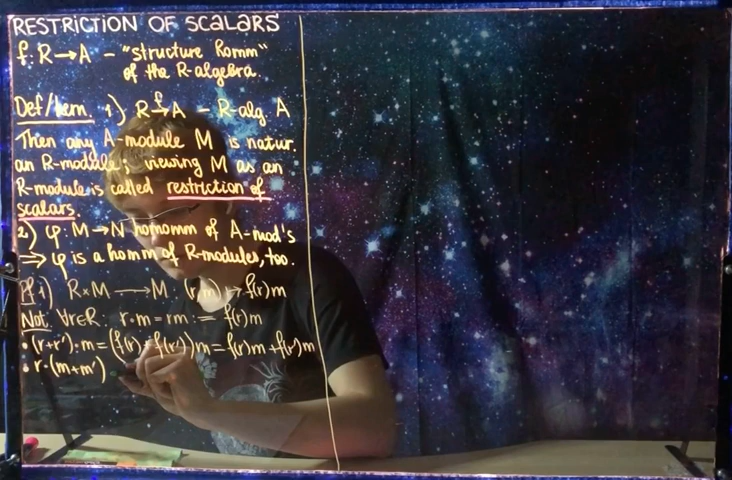 RESTRICTION OF SCALARS
f: R→A – "structure homm"
of the R-algebra.
Def/Lem. 1) R →f A – R-alg. A
Then any A-module M is natur.
an R-module; viewing M as an
R-module is called restriction of
scalars.
2) φ: M→N homomm of A-mod's
⇒ φ is a homm of R-modules, too.
Pf 1) R×M → M (r,m) ↦ f(r)m
Not. ∀r∈R r·m = rm := f(r)m
• (r+r')·m = (f(r)+f(r'))m = f(r)m + f(r')m
• r·(m+m')